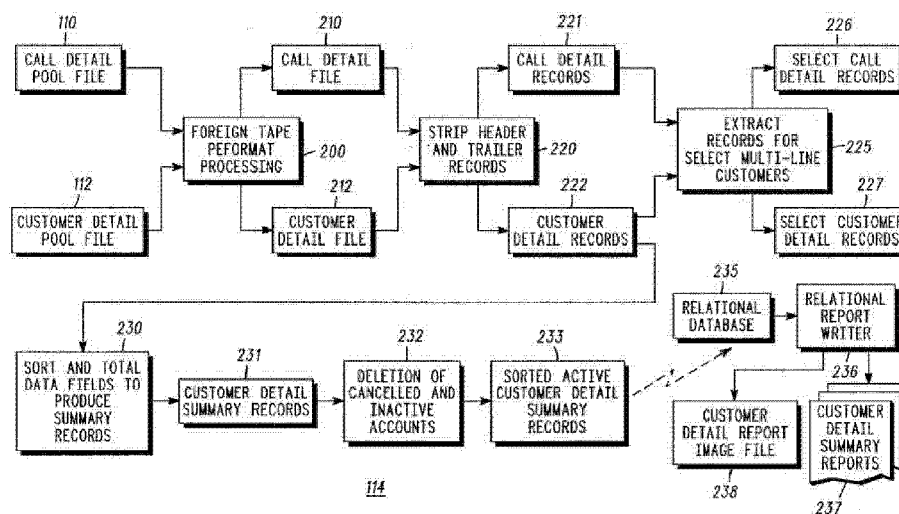 110
210
221
226
CALL DETAIL
POOL FILE
CALL DETAIL
FILE
CALL DETAIL
RECORDS
SELECT CALL
DETAIL RECORDS
FOREIGN TAPE
PEFORMAT
PROCESSING
200
STRIP HEADER
AND TRAILER
RECORDS
220
EXTRACT
RECORDS FOR
SELECT MULTI-LINE
CUSTOMERS
225
112
212
222
227
CUSTOMER DETAIL
POOL FILE
CUSTOMER
DETAIL FILE
CUSTOMER
DETAIL RECORDS
SELECT CUSTOMER
DETAIL RECORDS
230
SORT AND TOTAL
DATA FIELDS TO
PRODUCE
SUMMARY
RECORDS
231
CUSTOMER DETAIL
SUMMARY RECORDS
232
DELETION OF
CANCELLED AND
INACTIVE
ACCOUNTS
233
SORTED ACTIVE
CUSTOMER DETAIL
SUMMARY
RECORDS
235
RELATIONAL
DATABASE
RELATIONAL
REPORT
WRITER
236
CUSTOMER
DETAIL REPORT
IMAGE FILE
238
CUSTOMER
DETAIL
SUMMARY
REPORTS
237
114